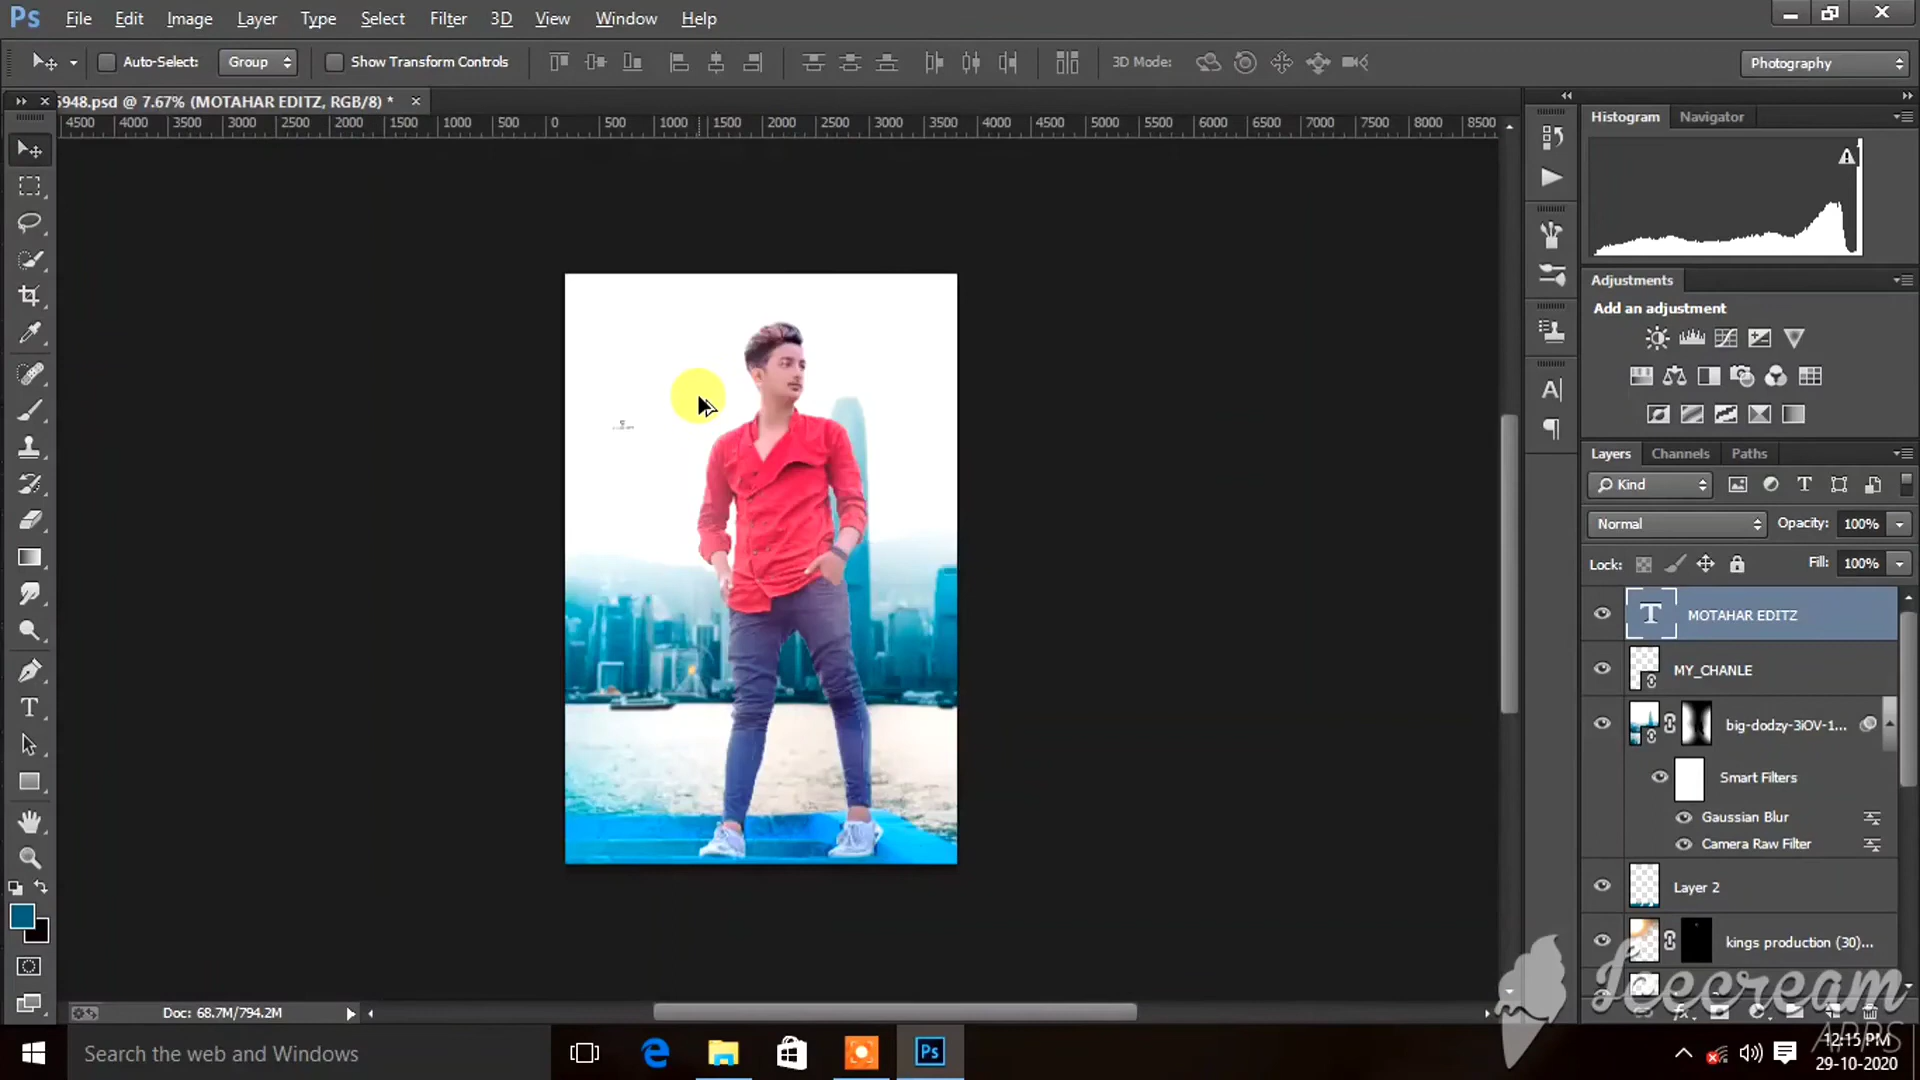 Ps File Edit Image Layer Type Select Filter 3D View Window Help
Auto-Select: Group Show Transform Controls 3D Mode: Photography
5948.psd @ 7.67% (MOTAHAR EDITZ, RGB/8) *
4500 4000 3500 3000 2500 2000 1500 1000 500 0 500 1000 1500 2000 2500 3000 3500 4000 4500 5000 5500 6000 6500 7000 7500 8000 8500
Histogram Navigator
Adjustments
Add an adjustment
Layers Channels Paths
Kind
Normal Opacity: 100%
Lock: Fill: 100%
T MOTAHAR EDITZ
MY_CHANLE
big-dodzy-3iOV-1...
Smart Filters
Gaussian Blur
Camera Raw Filter
Layer 2
kings production (30)...
Icecream
APPS
Doc: 68.7M/794.2M
Search the web and Windows
Ps
12:15 PM
29-10-2020